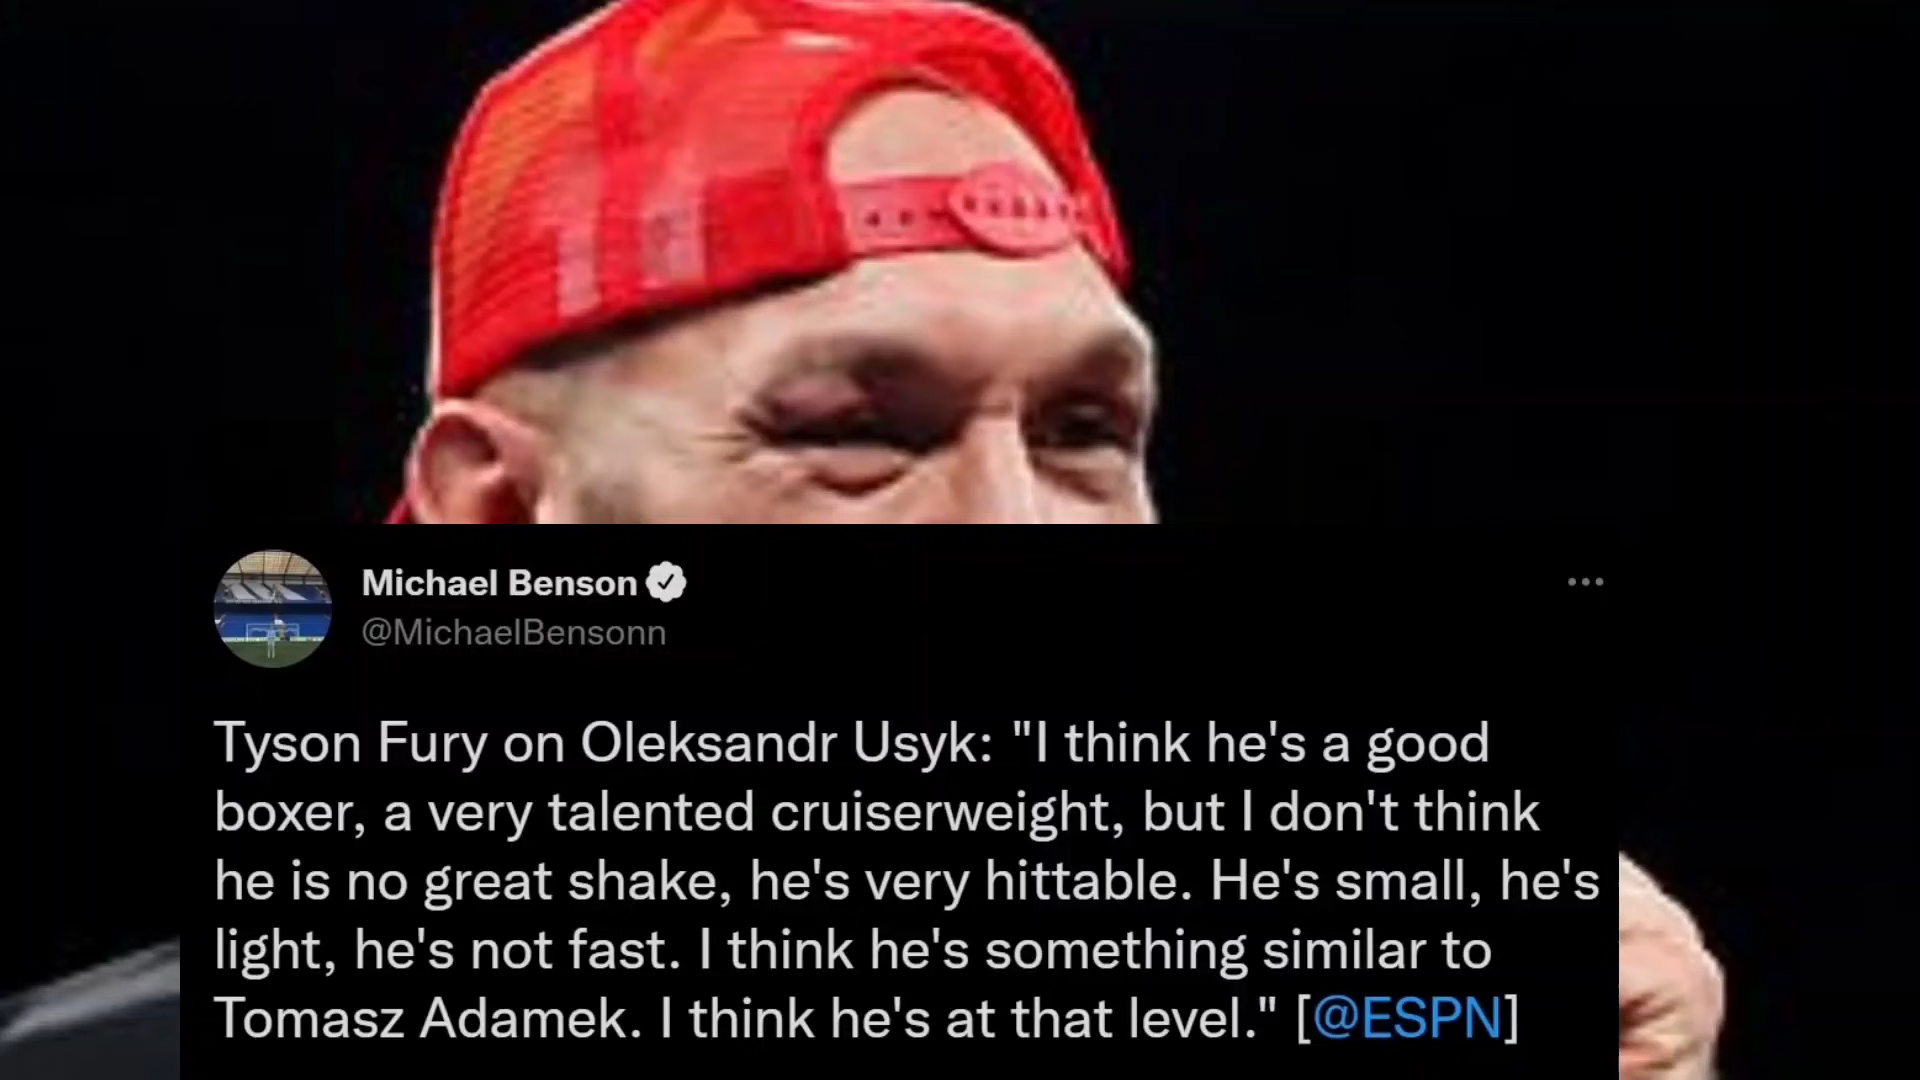 Michael Benson
@MichaelBensonn
Tyson Fury on Oleksandr Usyk: "I think he's a good
boxer, a very talented cruiserweight, but I don't think
he is no great shake, he's very hittable. He's small, he's
light, he's not fast. I think he's something similar to
Tomasz Adamek. I think he's at that level." [@ESPN]